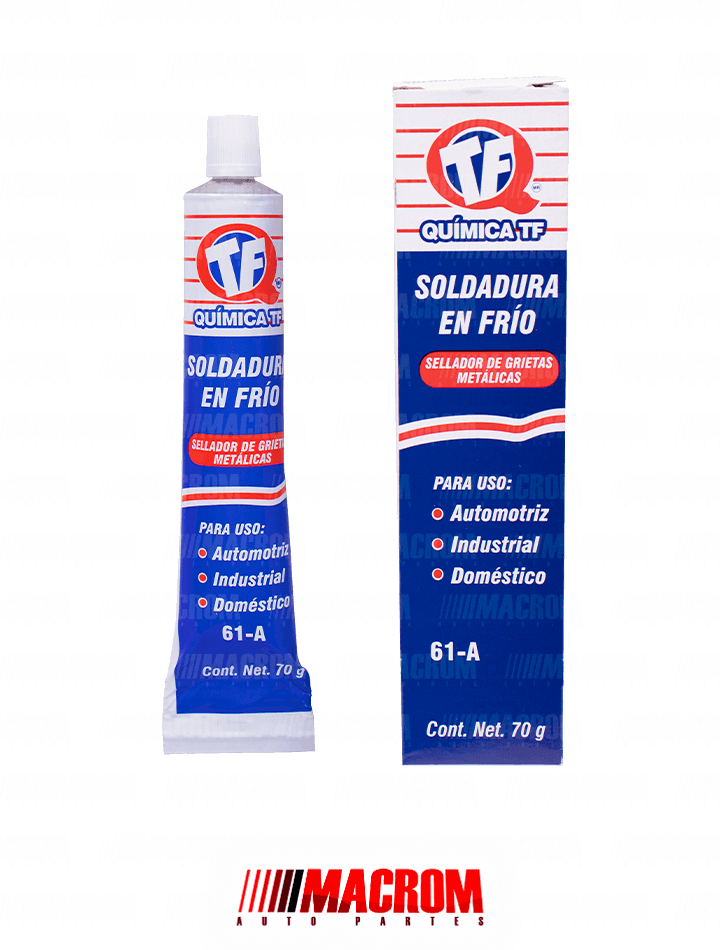 TF
MR
QUÍMICA TF
SOLDADURA
EN FRÍO
SELLADOR DE GRIETAS
METÁLICAS
PARA USO:
Automotriz
Industrial
Doméstico
61-A
Cont. Net. 70 g
TF
MR
QUÍMICA TF
SOLDADURA
EN FRÍO
SELLADOR DE GRIETAS
METÁLICAS
PARA USO:
Automotriz
Industrial
Doméstico
61-A
Cont. Net. 70 g
MACROM
AUTO PARTES